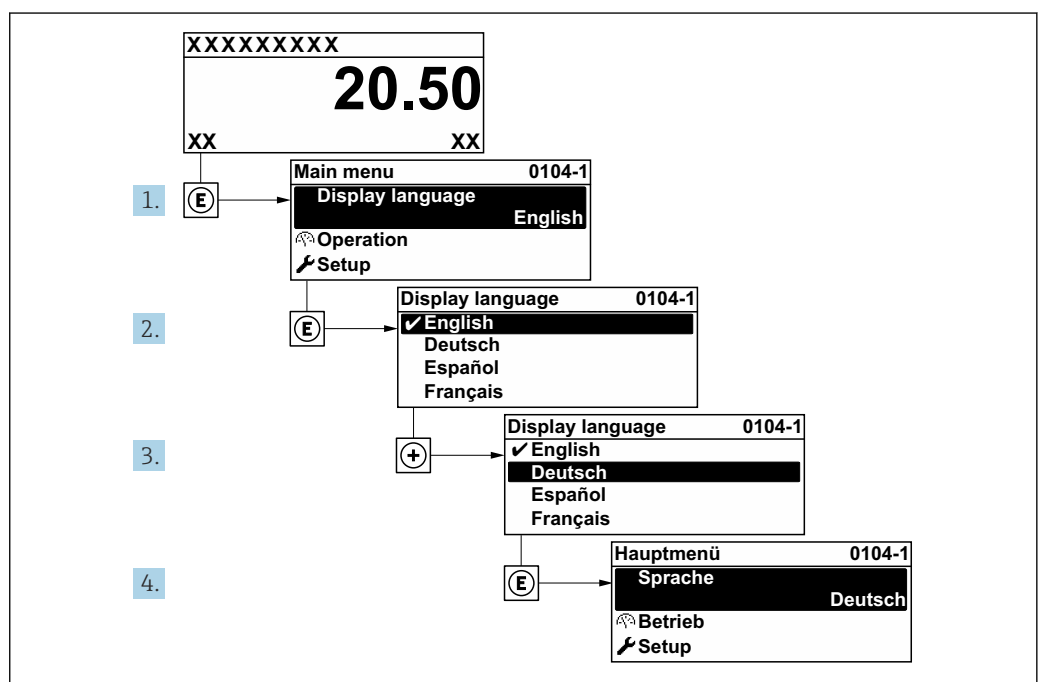 XXXXXXXXX
20.50
XX XX
1. E
Main menu 0104-1
Display language
English
Operation
Setup
2. E
Display language 0104-1
✔English
Deutsch
Español
Français
3. +
Display language 0104-1
✔English
Deutsch
Español
Français
4. E
Hauptmenü 0104-1
Sprache
Deutsch
Betrieb
Setup